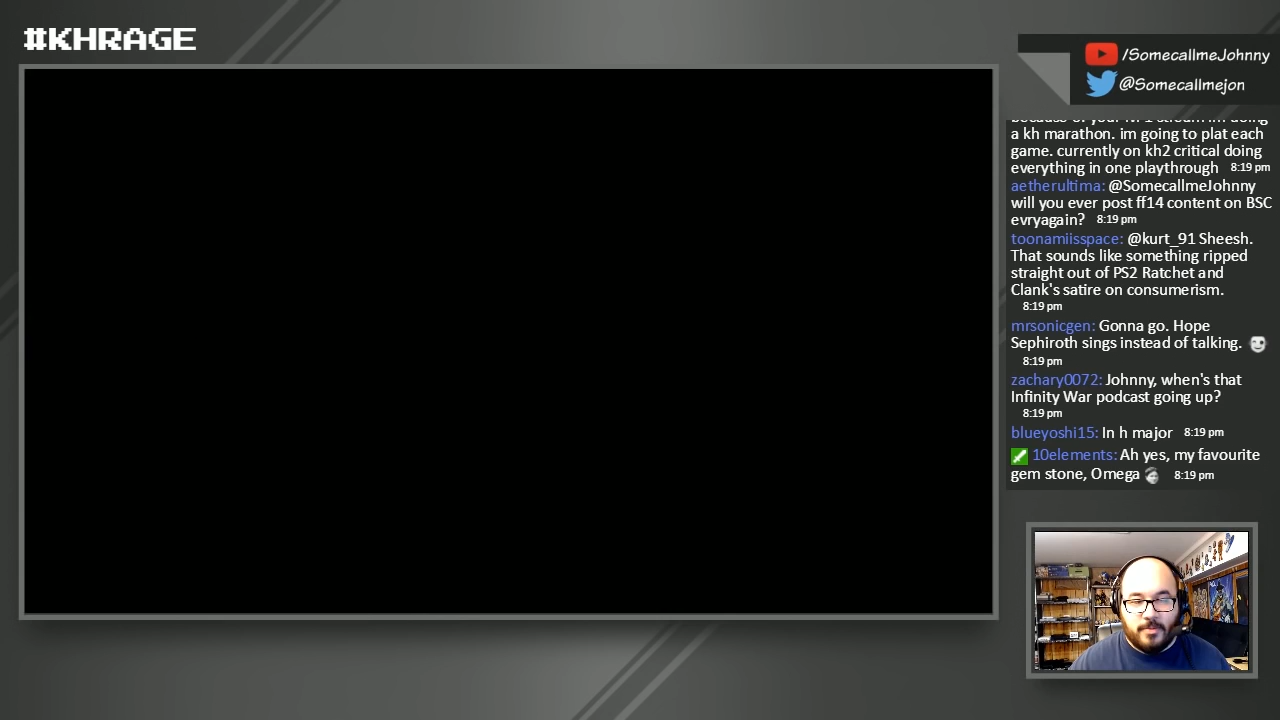 #KHRAGE
/SomecallmeJohnny
@Somecallmejon
a kh marathon. im going to plat each
game. currently on kh2 critical doing
everything in one playthrough 8:19 pm
aetherultima: @SomecallmeJohnny
will you ever post ff14 content on BSC
evryagain? 8:19 pm
toonamiisspace: @kurt_91 Sheesh.
That sounds like something ripped
straight out of PS2 Ratchet and
Clank's satire on consumerism.
8:19 pm
mrsonicgen: Gonna go. Hope
Sephiroth sings instead of talking.
8:19 pm
zachary0072: Johnny, when's that
Infinity War podcast going up?
8:19 pm
blueyoshi15: In h major 8:19 pm
10elements: Ah yes, my favourite
gem stone, Omega 8:19 pm